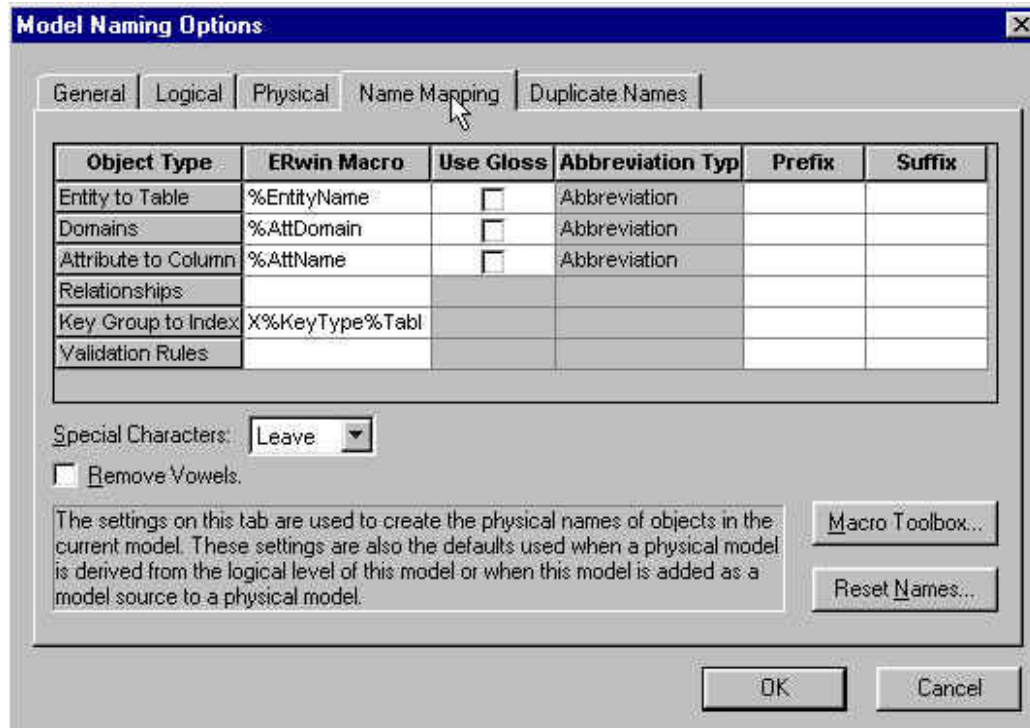 Model Naming Options
General Logical Physical Name Mapping Duplicate Names
Object Type ERwin Macro Use Gloss Abbreviation Typ Prefix Suffix
Entity to Table %EntityName Abbreviation
Domains %AttDomain Abbreviation
Attribute to Column %AttName Abbreviation
Relationships
Key Group to Index X%KeyType%Tabl
Validation Rules
Special Characters: Leave
Remove Vowels.
The settings on this tab are used to create the physical names of objects in the
current model. These settings are also the defaults used when a physical model
is derived from the logical level of this model or when this model is added as a
model source to a physical model.
Macro Toolbox...
Reset Names...
OK Cancel